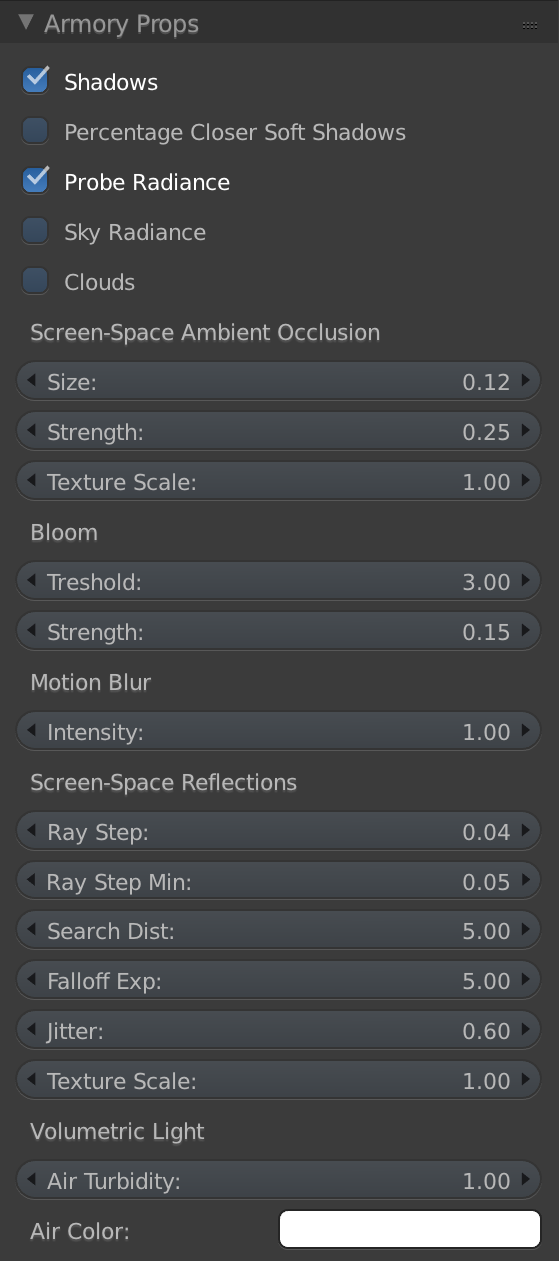 Armory Props
Shadows
Percentage Closer Soft Shadows
Probe Radiance
Sky Radiance
Clouds
Screen-Space Ambient Occlusion
Size: 0.12
Strength: 0.25
Texture Scale: 1.00
Bloom
Treshold: 3.00
Strength: 0.15
Motion Blur
Intensity: 1.00
Screen-Space Reflections
Ray Step: 0.04
Ray Step Min: 0.05
Search Dist: 5.00
Falloff Exp: 5.00
Jitter: 0.60
Texture Scale: 1.00
Volumetric Light
Air Turbidity: 1.00
Air Color: